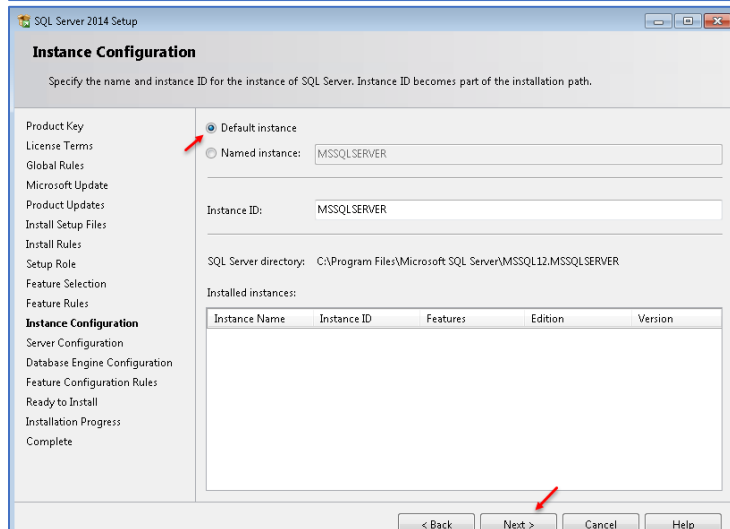 SQL Server 2014 Setup
Instance Configuration
Specify the name and instance ID for the instance of SQL Server. Instance ID becomes part of the installation path.
Product Key
License Terms
Global Rules
Microsoft Update
Product Updates
Install Setup Files
Install Rules
Setup Role
Feature Selection
Feature Rules
Instance Configuration
Server Configuration
Database Engine Configuration
Feature Configuration Rules
Ready to Install
Installation Progress
Complete
Default instance
Named instance: MSSQLSERVER
Instance ID: MSSQLSERVER
SQL Server directory: C:\Program Files\Microsoft SQL Server\MSSQL12.MSSQLSERVER
Installed instances:
Instance Name Instance ID Features Edition Version
< Back Next > Cancel Help